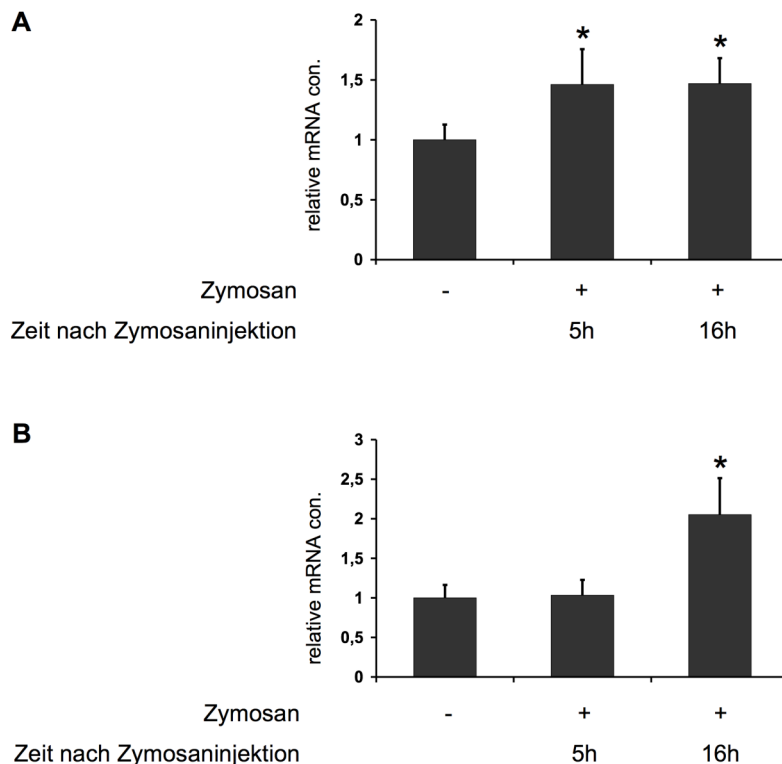 A
relative mRNA con.
2
1,5
1
0,5
0
*
*
Zymosan - + +
Zeit nach Zymosaninjektion 5h 16h
B
relative mRNA con.
3
2,5
2
1,5
1
0,5
0
*
Zymosan - + +
Zeit nach Zymosaninjektion 5h 16h